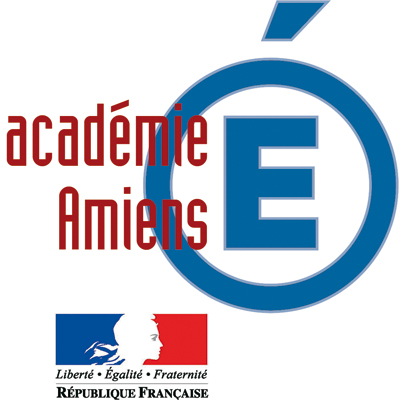 académie
Amiens
É
Liberté • Égalité • Fraternité
RÉPUBLIQUE FRANÇAISE